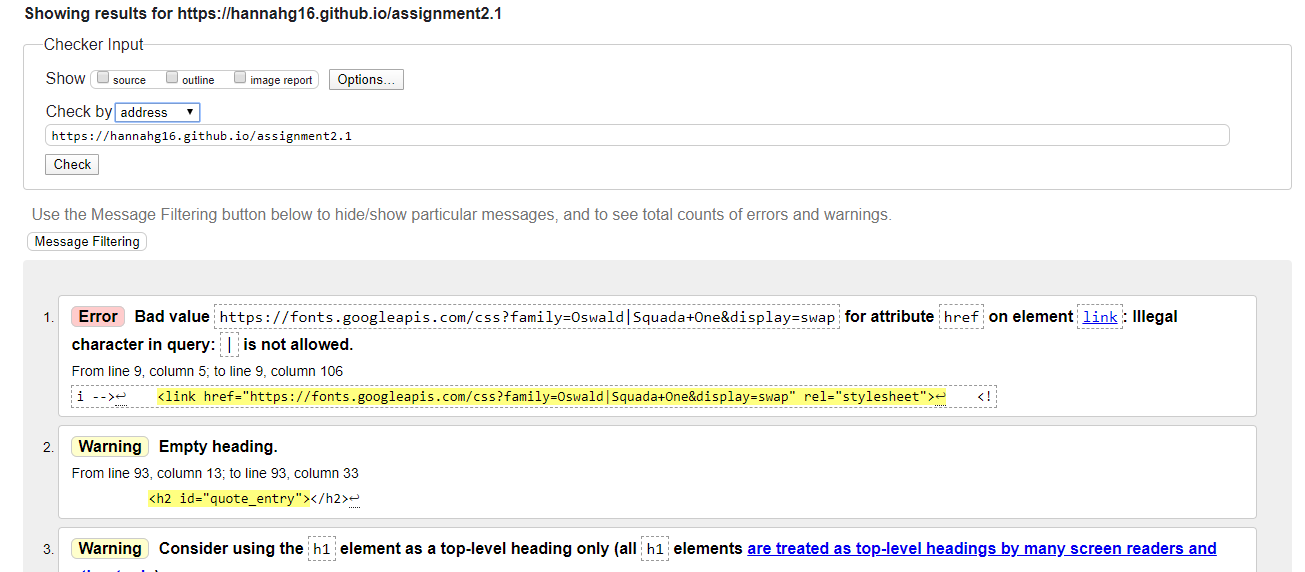 Showing results for https://hannahg16.github.io/assignment2.1
Checker Input
Show source outline image report Options...
Check by address
https://hannahg16.github.io/assignment2.1
Check
Use the Message Filtering button below to hide/show particular messages, and to see total counts of errors and warnings.
Message Filtering
1. Error Bad value https://fonts.googleapis.com/css?family=Oswald|Squada+One&display=swap for attribute href on element link: Illegal
character in query: | is not allowed.
From line 9, column 5; to line 9, column 106
i -->↩ <link href="https://fonts.googleapis.com/css?family=Oswald|Squada+One&display=swap" rel="stylesheet">↩ <!
2. Warning Empty heading.
From line 93, column 13; to line 93, column 33
<h2 id="quote_entry"></h2>↩
3. Warning Consider using the h1 element as a top-level heading only (all h1 elements are treated as top-level headings by many screen readers and